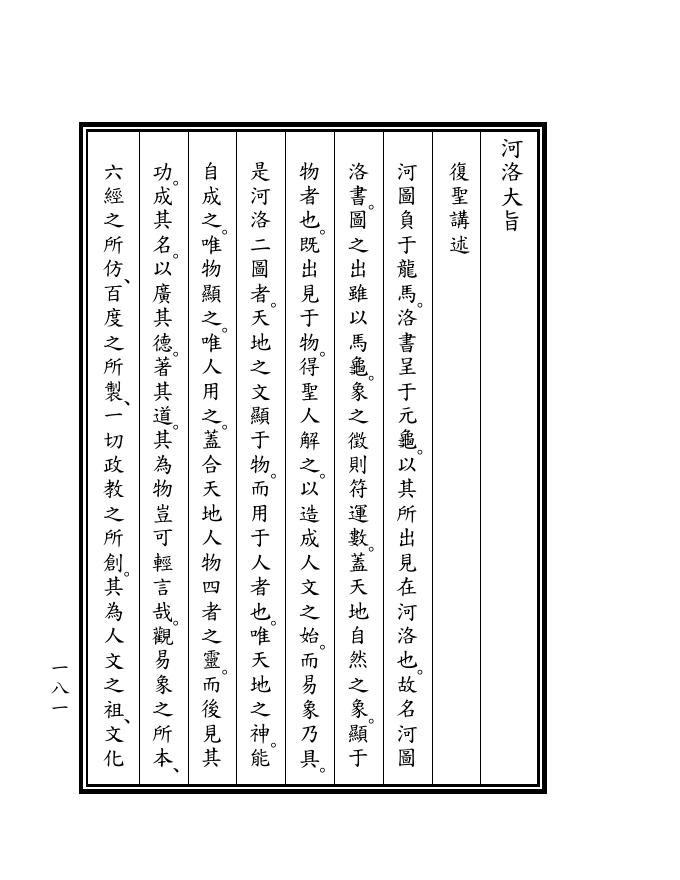 河洛大旨
復聖講述
河圖負于龍馬。洛書呈于元龜。以其所出見在河洛也。故名河圖
洛書。圖之出雖以馬龜。象之徵則符運數。蓋天地自然之象。顯于
物者也。既出見于物。得聖人解之。以造成人文之始。而易象乃具。
是河洛二圖者。天地之文顯于物。而用于人者也。唯天地之神。能
自成之。唯物顯之。唯人用之。蓋合天地人物四者之靈。而後見其
功。成其名。以廣其德。著其道。其為物豈可輕言哉。觀易象之所本、
六經之所仿、百度之所製、一切政教之所創。其為人文之祖、文化
一八一